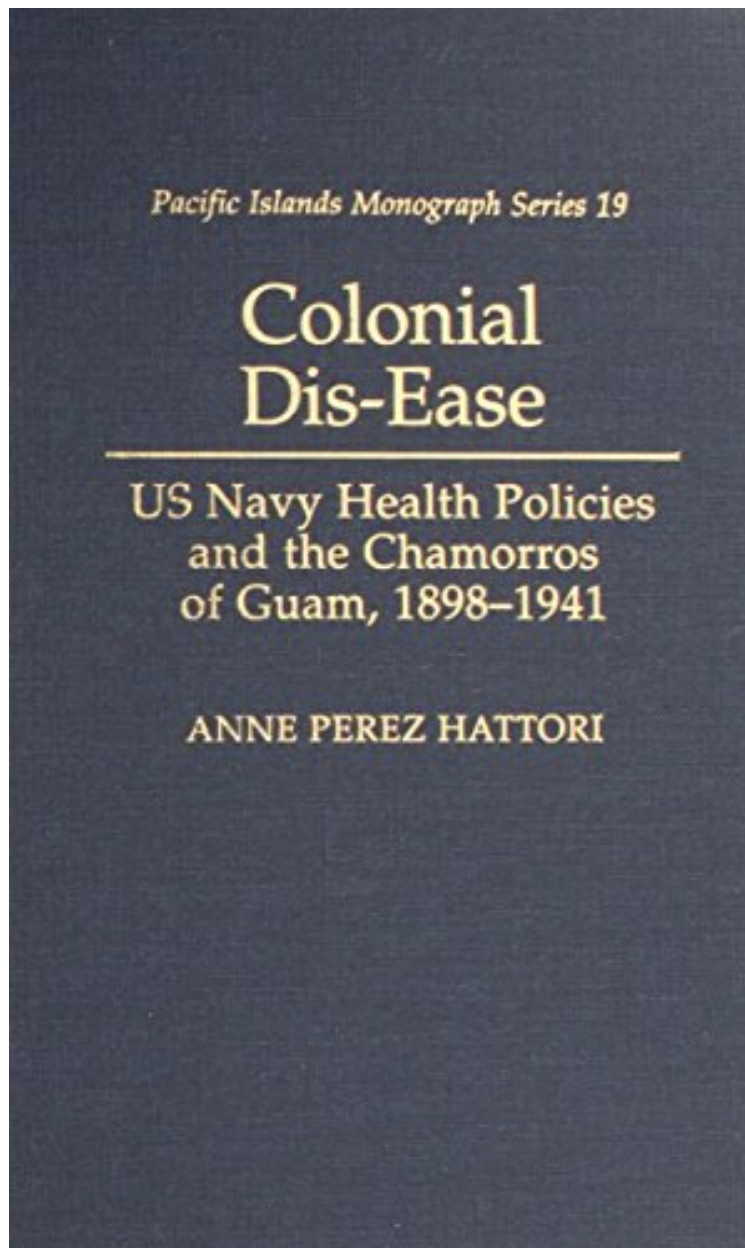 Pacific Islands Monograph Series 19
Colonial
Dis-Ease
US Navy Health Policies
and the Chamorros
of Guam, 1898–1941
ANNE PEREZ HATTORI